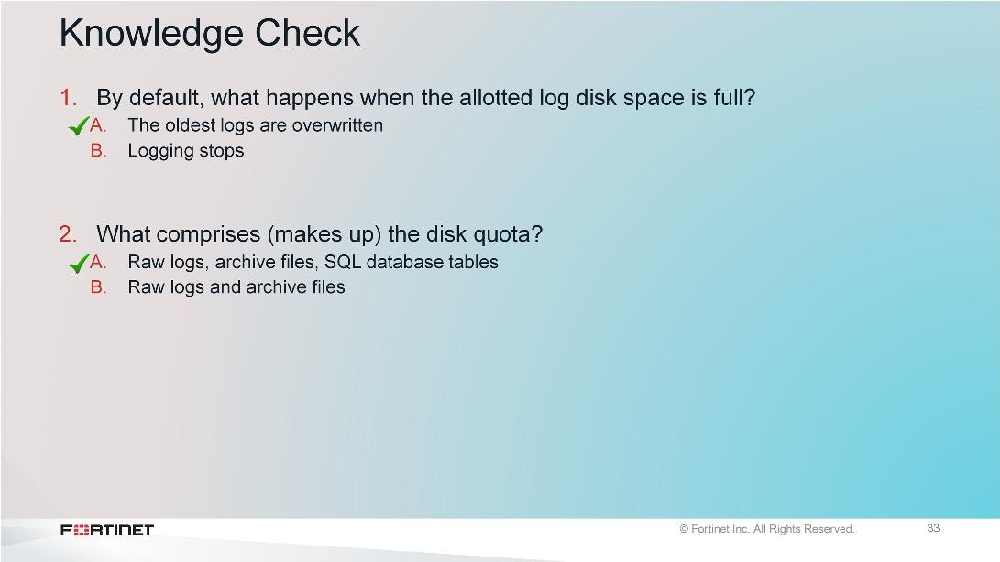 Knowledge Check
1. By default, what happens when the allotted log disk space is full?
A. The oldest logs are overwritten
B. Logging stops
2. What comprises (makes up) the disk quota?
A. Raw logs, archive files, SQL database tables
B. Raw logs and archive files
FORTINET
© Fortinet Inc. All Rights Reserved.
33